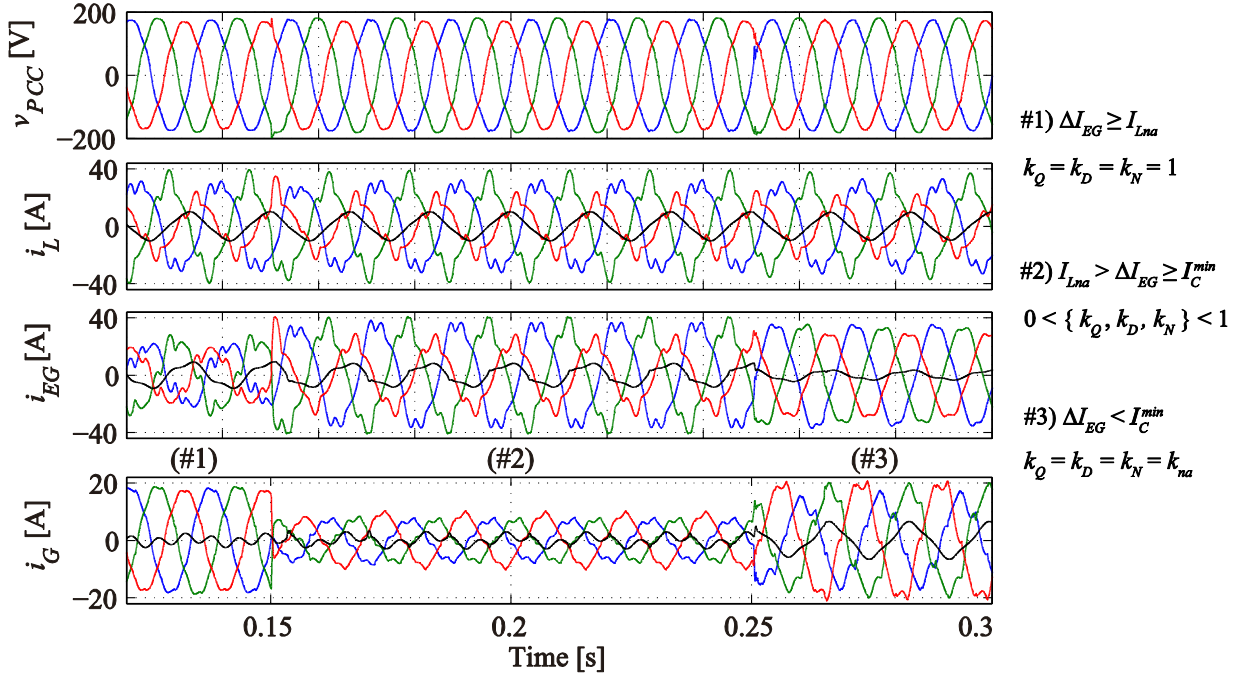 200
0
−200
v_PCC [V]
#1) ΔI_EG ≥ I_Lna
k_Q = k_D = k_N = 1
40
0
−40
i_L [A]
#2) I_Lna > ΔI_EG ≥ I_C^min
0 < { k_Q, k_D, k_N } < 1
40
0
−40
i_EG [A]
#3) ΔI_EG < I_C^min
k_Q = k_D = k_N = k_na
(#1) (#2) (#3)
20
0
−20
i_G [A]
0.15 0.2 0.25 0.3
Time [s]